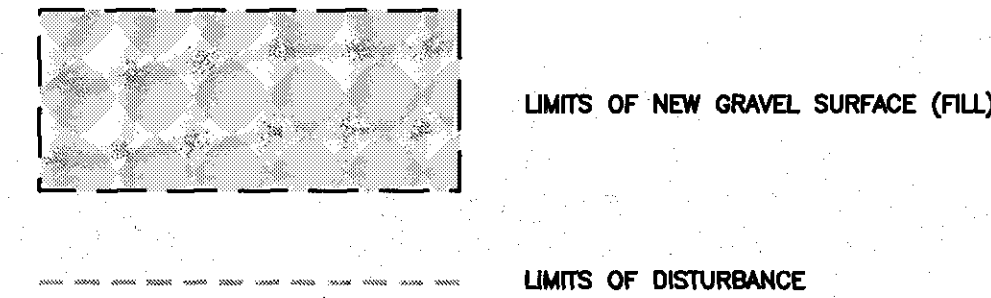 LIMITS OF NEW GRAVEL SURFACE (FILL)
LIMITS OF DISTURBANCE